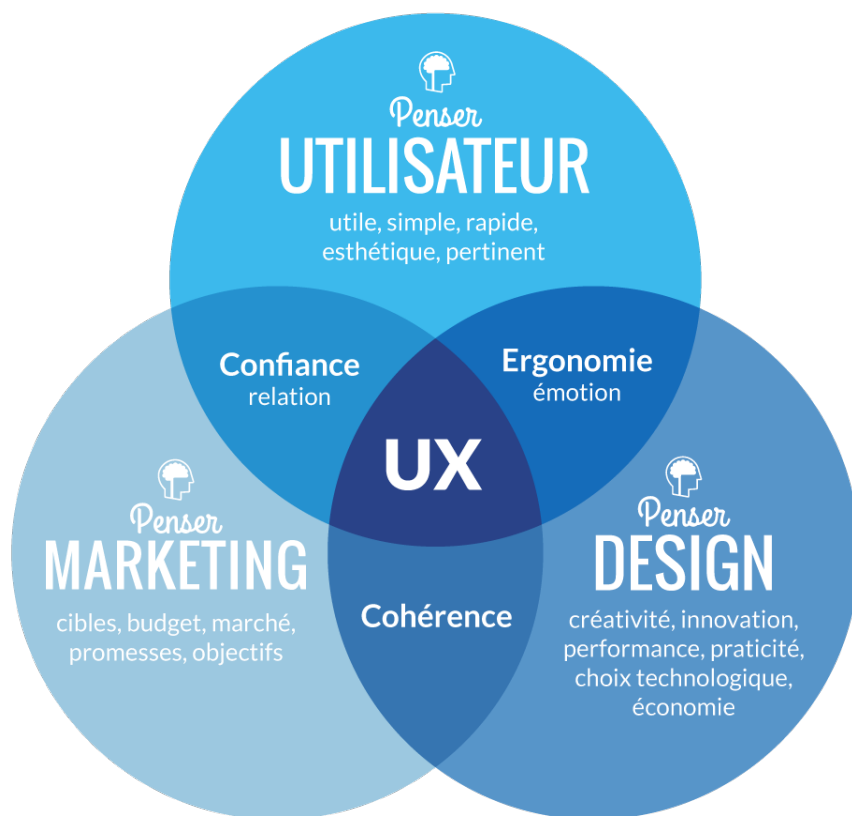 Penser
UTILISATEUR
utile, simple, rapide,
esthétique, pertinent
Confiance
relation
Ergonomie
émotion
UX
Penser
MARKETING
cibles, budget, marché,
promesses, objectifs
Cohérence
Penser
DESIGN
créativité, innovation,
performance, praticité,
choix technologique,
économie